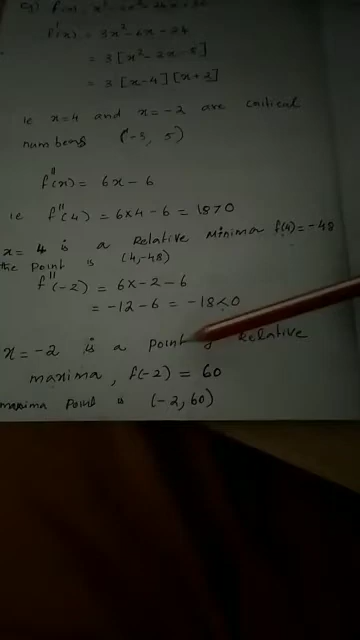 f'(x) = 3x² - 6x - 24
= 3 [x² - 2x - 8]
= 3 [x-4] [x+2]
ie x=4 and x=-2 are critical
numbers (-3, 5)
f''(x) = 6x - 6
ie f''(4) = 6x4 - 6 = 18>0
x = 4 is a Relative Minima f(4) = -48
the point is (4,-48)
f''(-2) = 6x-2 - 6
= -12 - 6 = -18<0
x = -2 is a point Relative
maxima, f(-2) = 60
maxima point is (-2, 60)